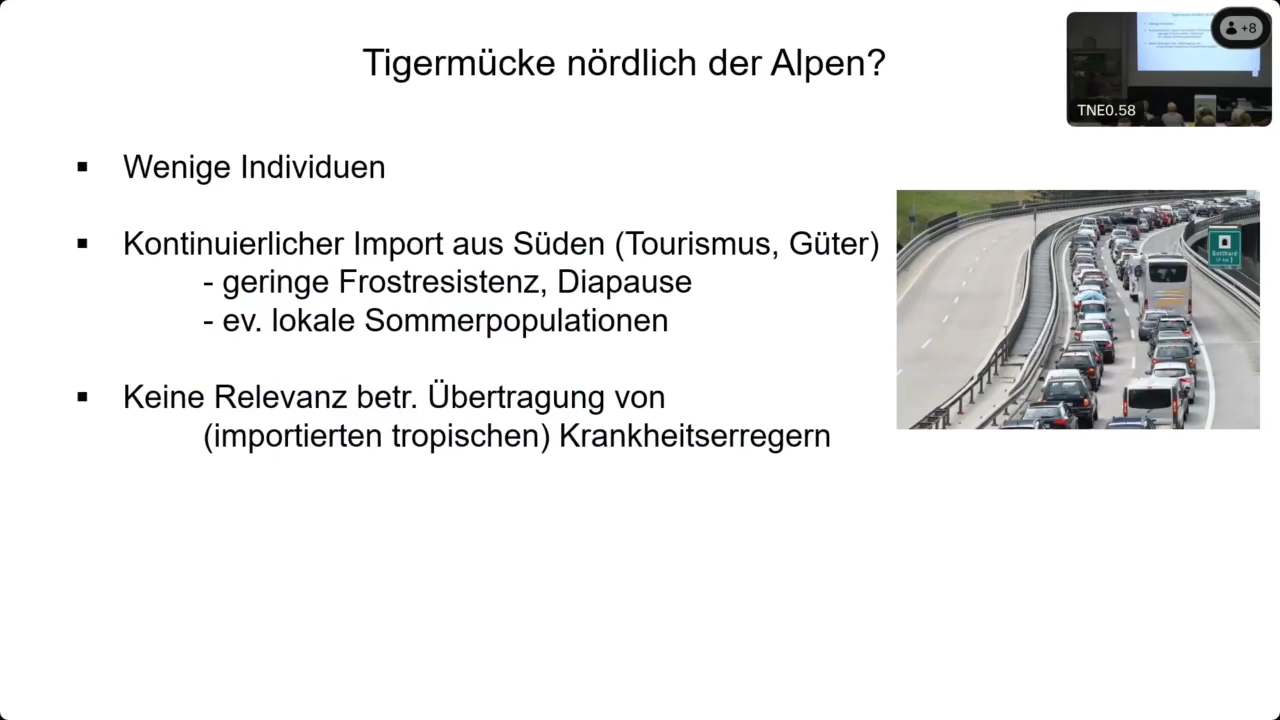 Tigermücke nördlich der Alpen?
+8
TNE0.58
▪ Wenige Individuen
▪ Kontinuierlicher Import aus Süden (Tourismus, Güter)
- geringe Frostresistenz, Diapause
- ev. lokale Sommerpopulationen
Gotthard
▪ Keine Relevanz betr. Übertragung von
(importierten tropischen) Krankheitserregern